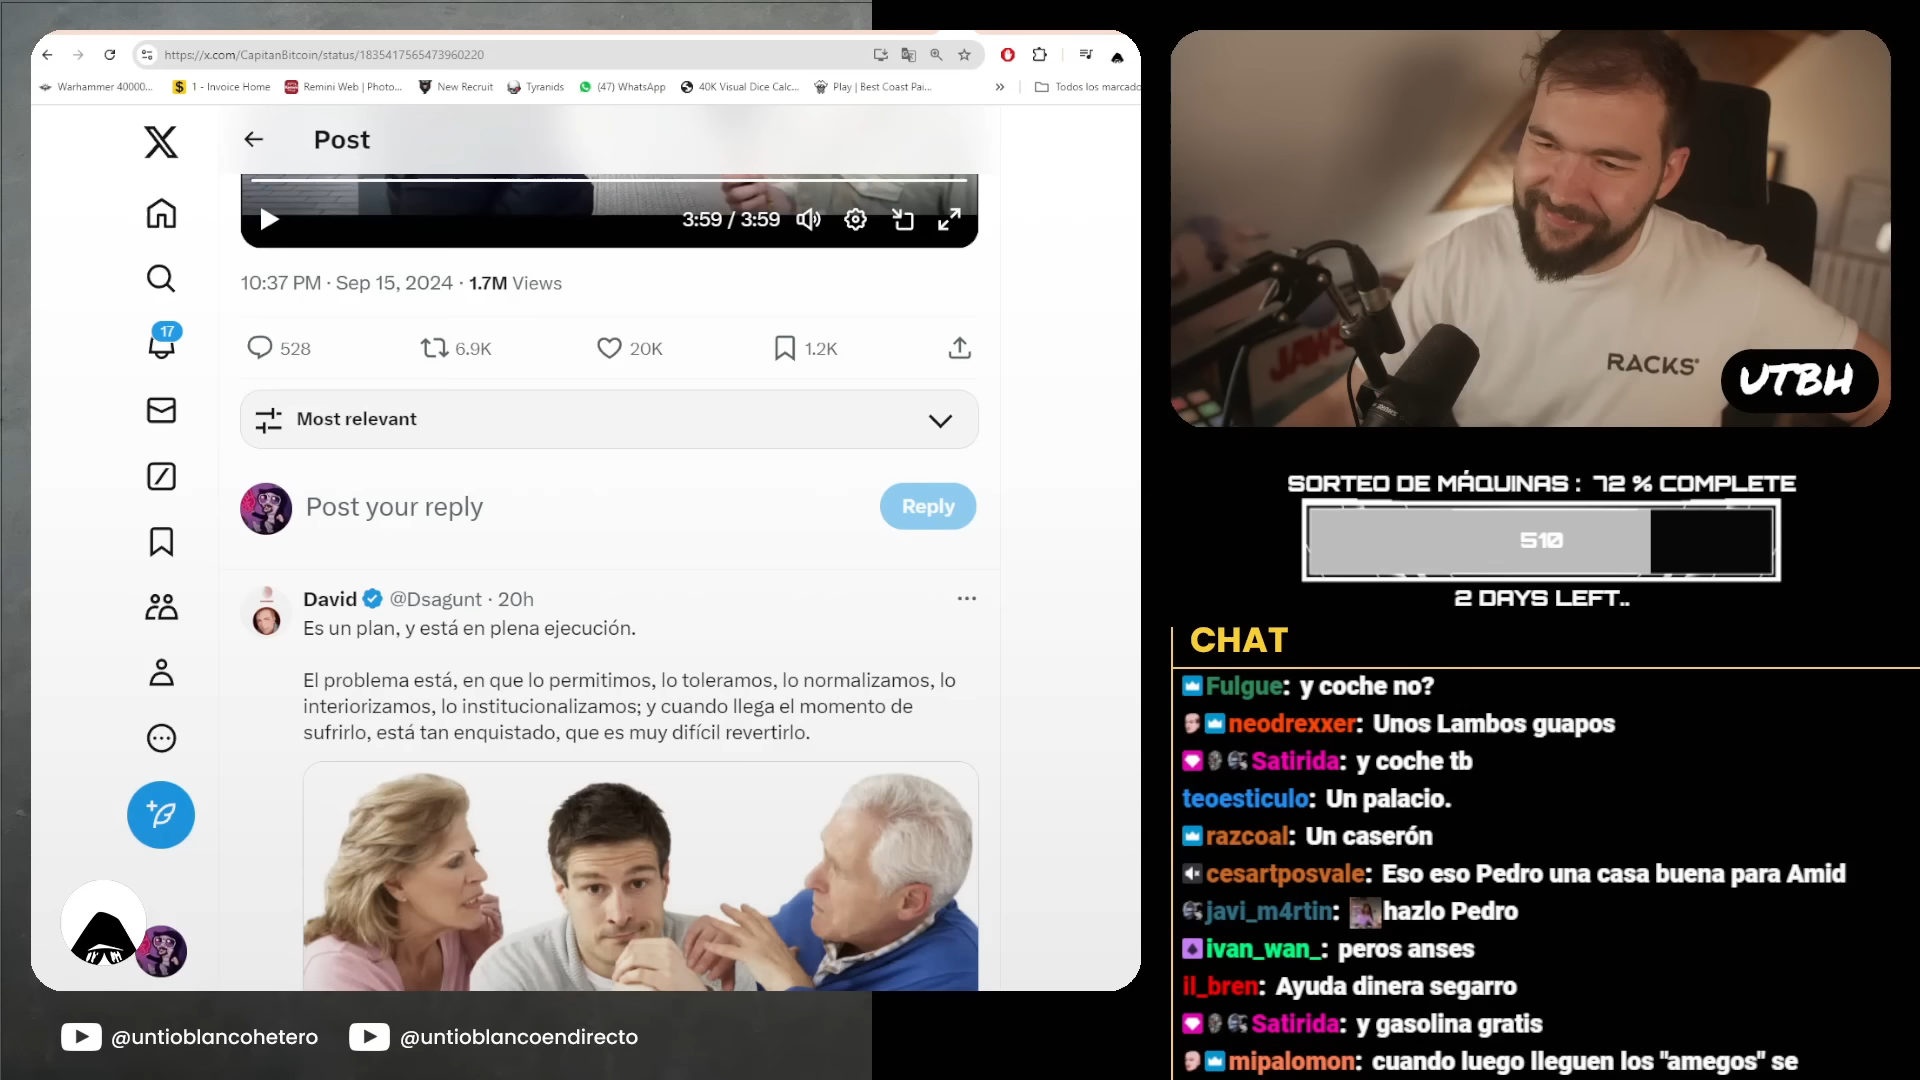 https://x.com/CapitanBitcoin/status/1835417565473960220
Warhammer 40000...
1 - Invoice Home
Remini Web | Photo...
New Recruit
Tyranids
(47) WhatsApp
40K Visual Dice Calc...
Play | Best Coast Pai...
»
Todos los marcado
Post
3:59 / 3:59
10:37 PM · Sep 15, 2024 · 1.7M Views
528
6.9K
20K
1.2K
17
Most relevant
Post your reply
Reply
David @Dsagunt · 20h
Es un plan, y está en plena ejecución.
El problema está, en que lo permitimos, lo toleramos, lo normalizamos, lo
interiorizamos, lo institucionalizamos; y cuando llega el momento de
sufrirlo, está tan enquistado, que es muy difícil revertirlo.
@untioblancohetero
@untioblancoendirecto
JAWS
RACKS
UTBH
SORTEO DE MÁQUINAS : 72 % COMPLETE
510
2 DAYS LEFT..
CHAT
Fulgue: y coche no?
neodrexxer: Unos Lambos guapos
Satirida: y coche tb
teoesticulo: Un palacio.
razcoal: Un caserón
cesartposvale: Eso eso Pedro una casa buena para Amid
javi_m4rtin: hazlo Pedro
ivan_wan_: peros anses
il_bren: Ayuda dinera segarro
Satirida: y gasolina gratis
mipalomon: cuando luego lleguen los "amegos" se